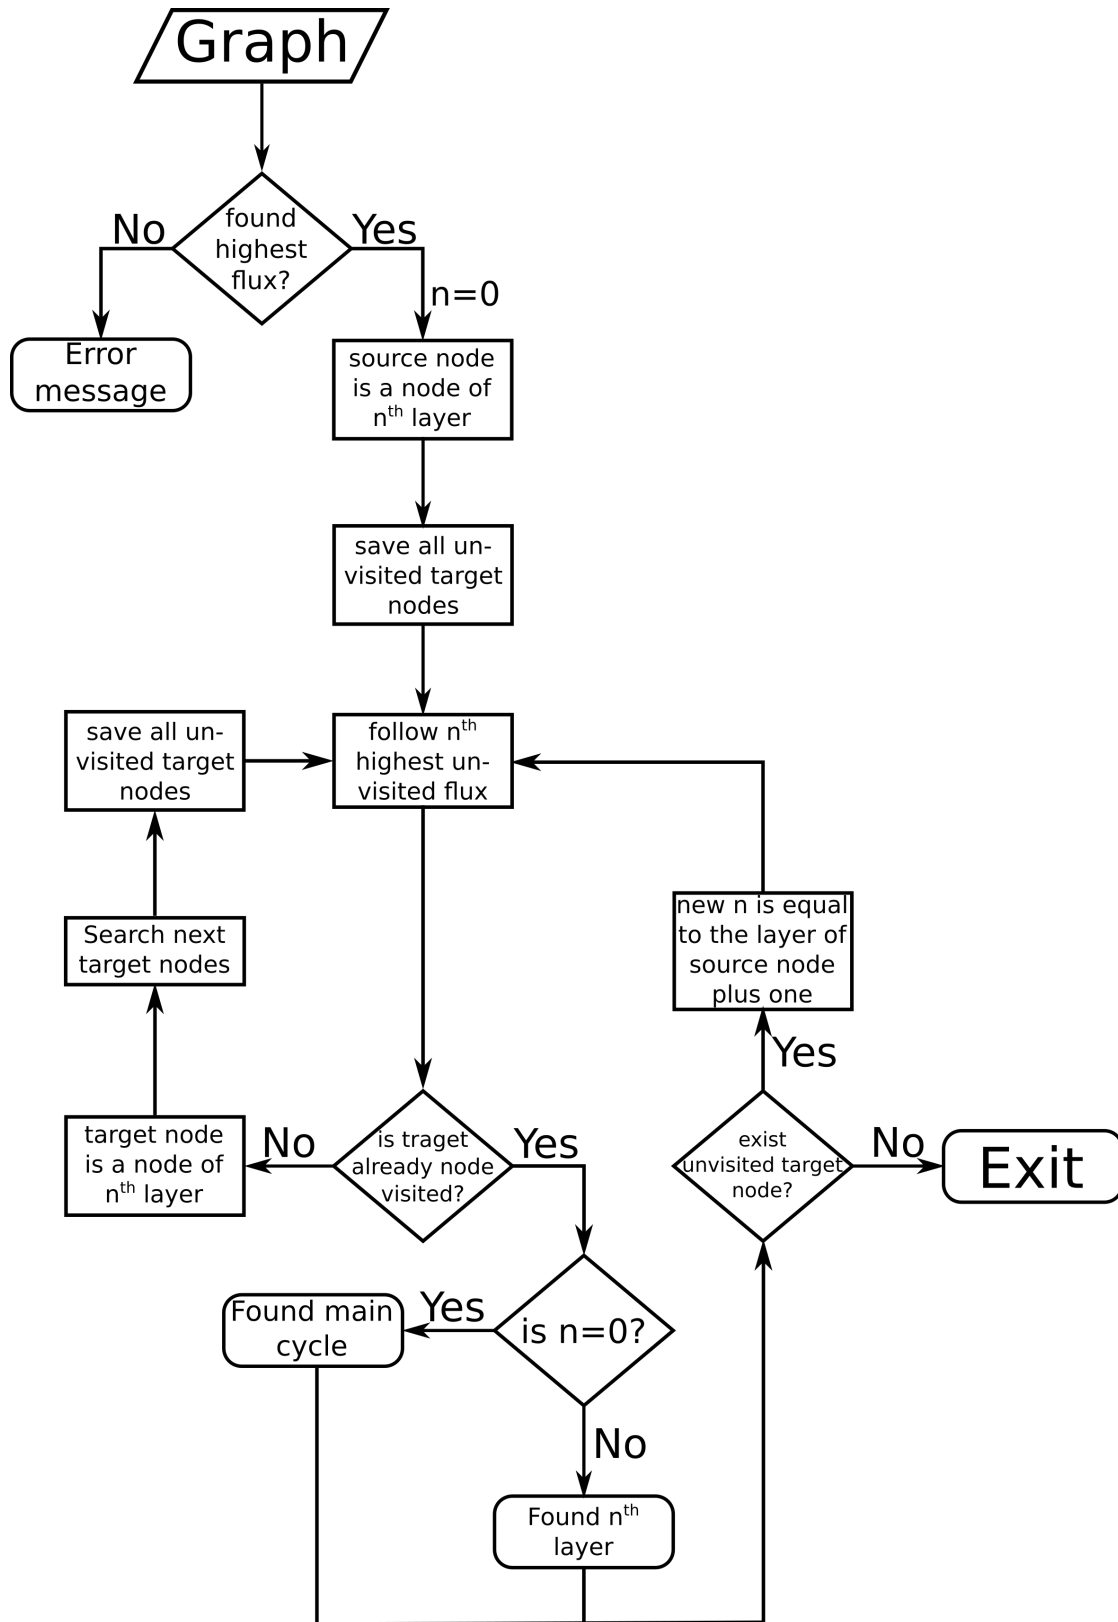 Graph
found
highest
flux?
No
Yes
n=0
Error
message
source node
is a node of
nth layer
save all un-
visited target
nodes
save all un-
visited target
nodes
follow nth
highest un-
visited flux
Search next
target nodes
new n is equal
to the layer of
source node
plus one
Yes
target node
is a node of
nth layer
No
is traget
already node
visited?
Yes
exist
unvisited target
node?
No
Exit
Found main
cycle
Yes
is n=0?
No
Found nth
layer